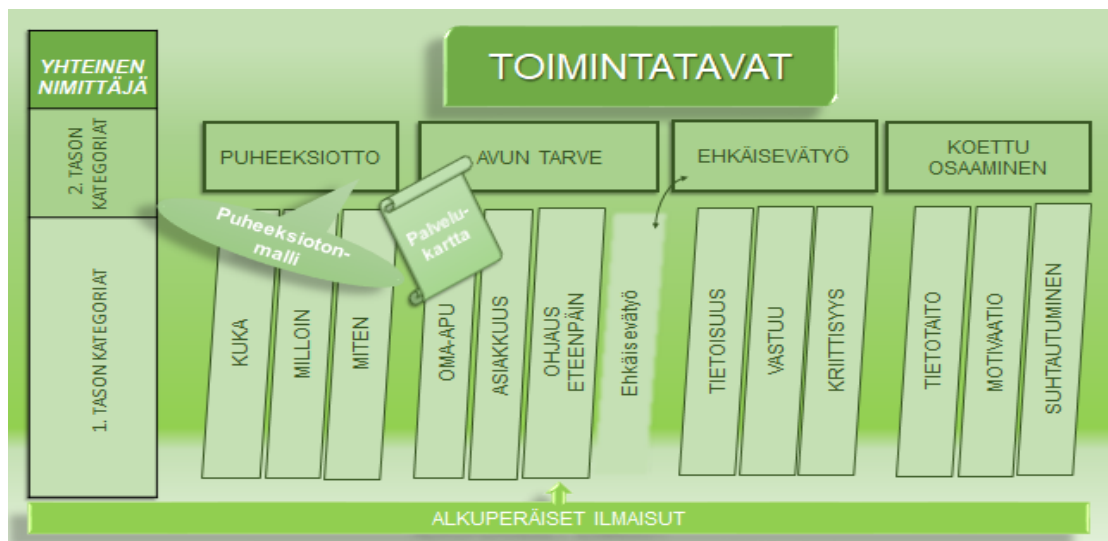 YHTEINEN
NIMITTÄJÄ
TOIMINTATAVAT
2. TASON
KATEGORIAT
PUHEEKSIOTTO
AVUN TARVE
EHKÄISEVÄTYÖ
KOETTU
OSAAMINEN
Puheeksioton-
malli
Palvelu-
kartta
1. TASON KATEGORIAT
KUKA
MILLOIN
MITEN
OMA-APU
ASIAKKUUS
OHJAUS
ETEENPÄIN
Ehkäisevätyö
TIETOISUUS
VASTUU
KRIITTISYYS
TIETOTAITO
MOTIVAATIO
SUHTAUTUMINEN
ALKUPERÄISET ILMAISUT